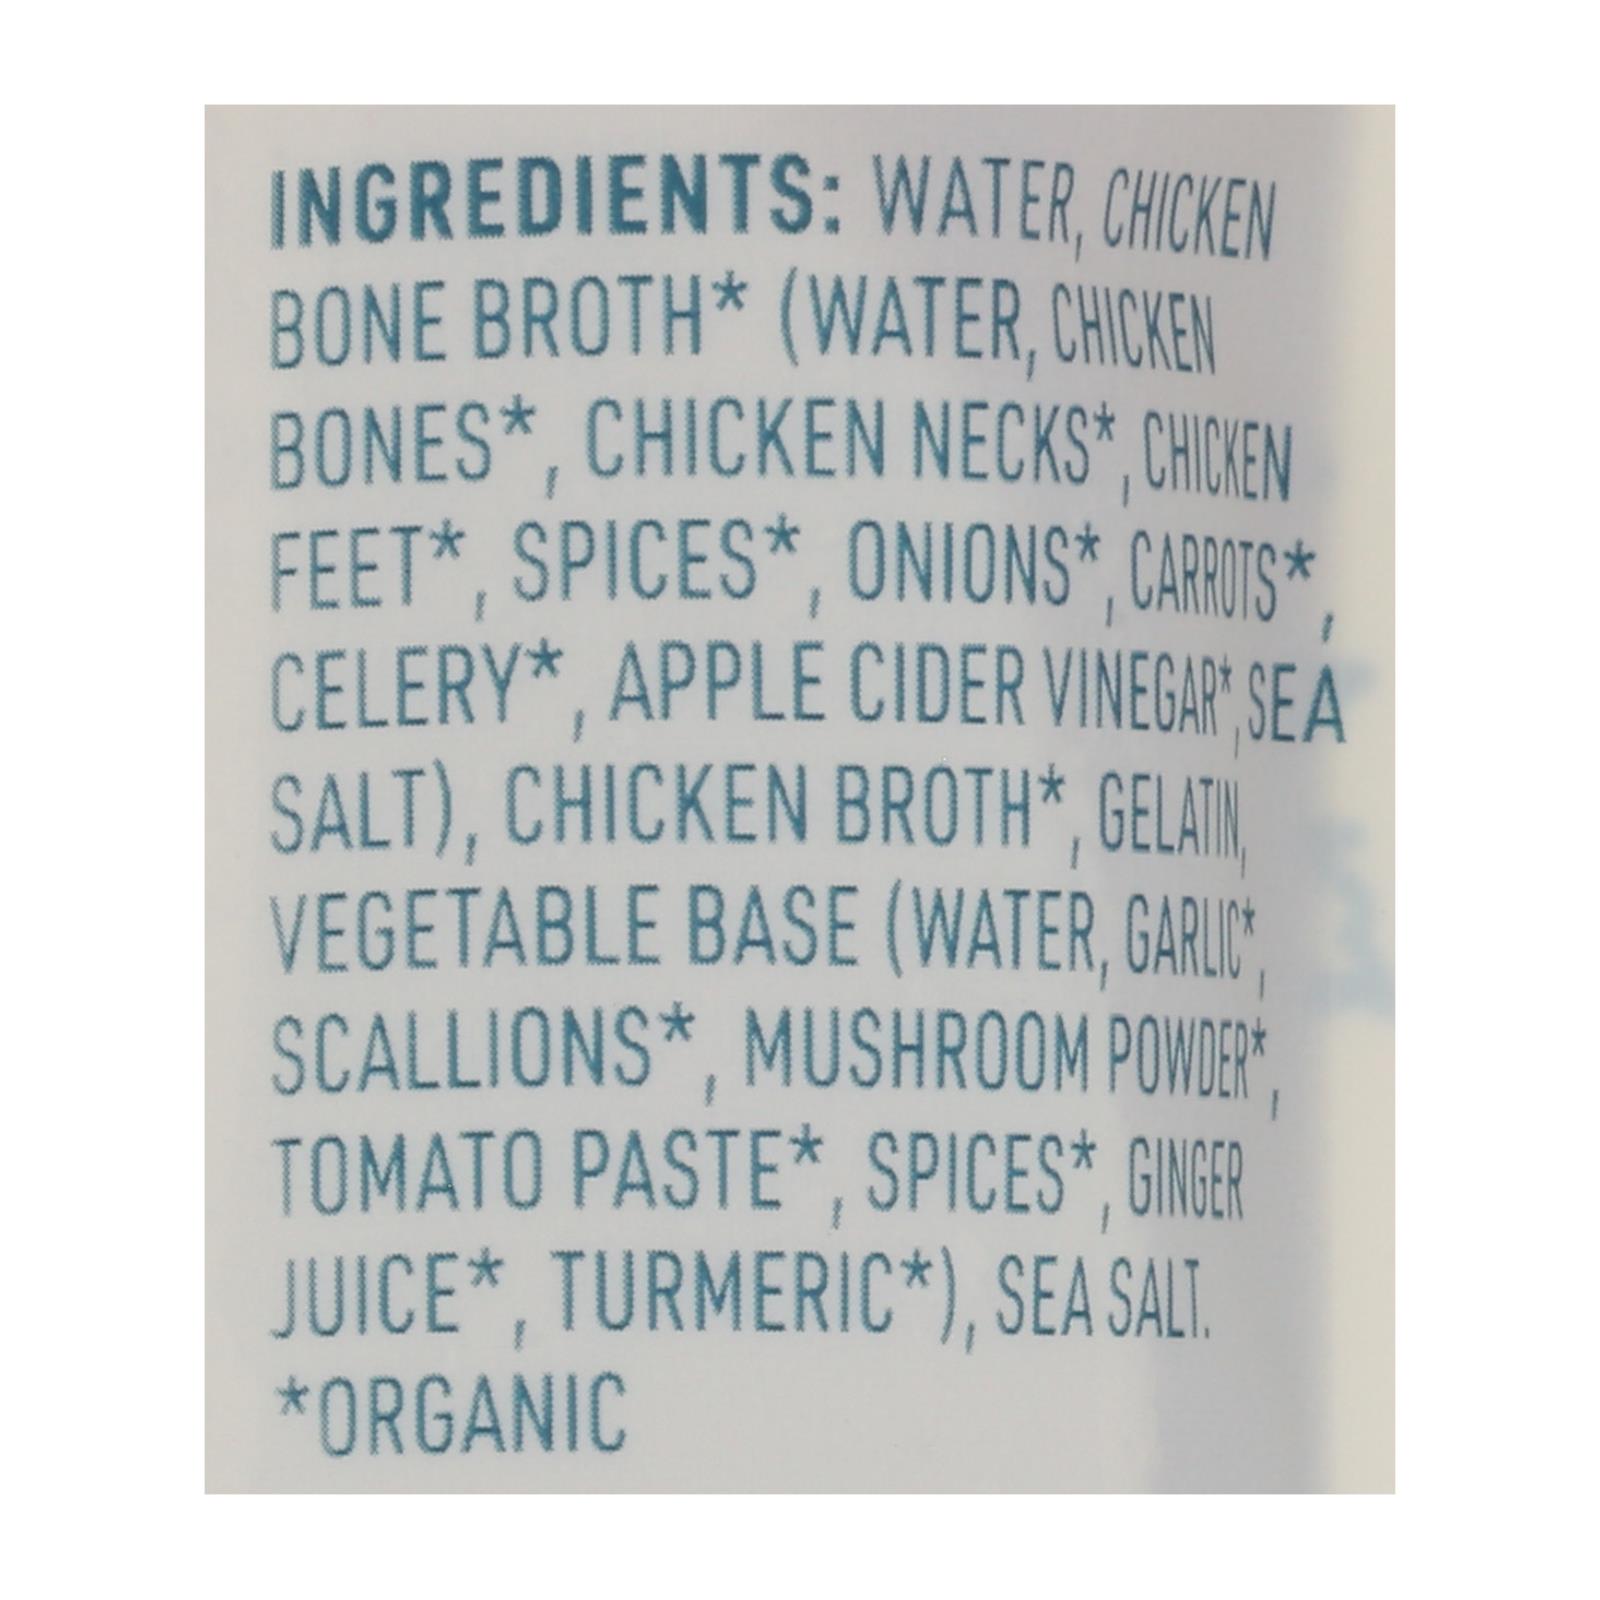 INGREDIENTS: WATER, CHICKEN
BONE BROTH* (WATER, CHICKEN
BONES*, CHICKEN NECKS*, CHICKEN
FEET*, SPICES*, ONIONS*, CARROTS*,
CELERY*, APPLE CIDER VINEGAR*, SEA
SALT), CHICKEN BROTH*, GELATIN,
VEGETABLE BASE (WATER, GARLIC*,
SCALLIONS*, MUSHROOM POWDER*,
TOMATO PASTE*, SPICES*, GINGER
JUICE*, TURMERIC*), SEA SALT.
*ORGANIC